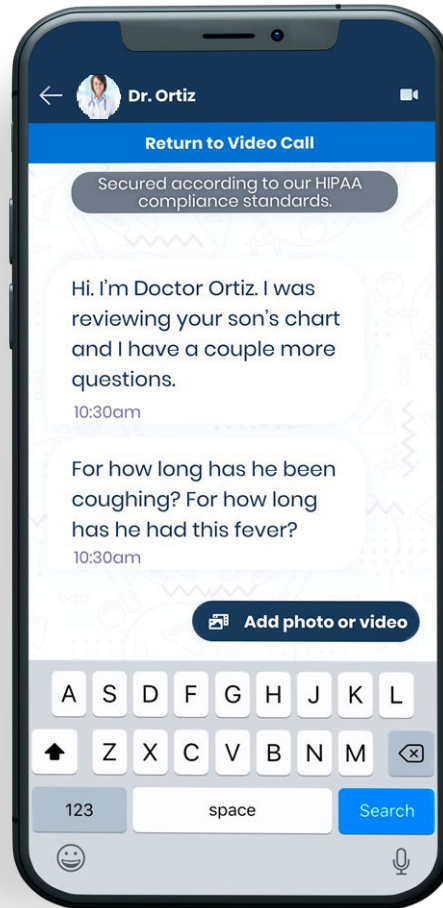 Dr. Ortiz
Return to Video Call
Secured according to our HIPAA
compliance standards.
Hi. I'm Doctor Ortiz. I was
reviewing your son's chart
and I have a couple more
questions.
10:30am
For how long has he been
coughing? For how long
has he had this fever?
10:30am
Add photo or video
A S D F G H J K L
Z X C V B N M
123 space Search